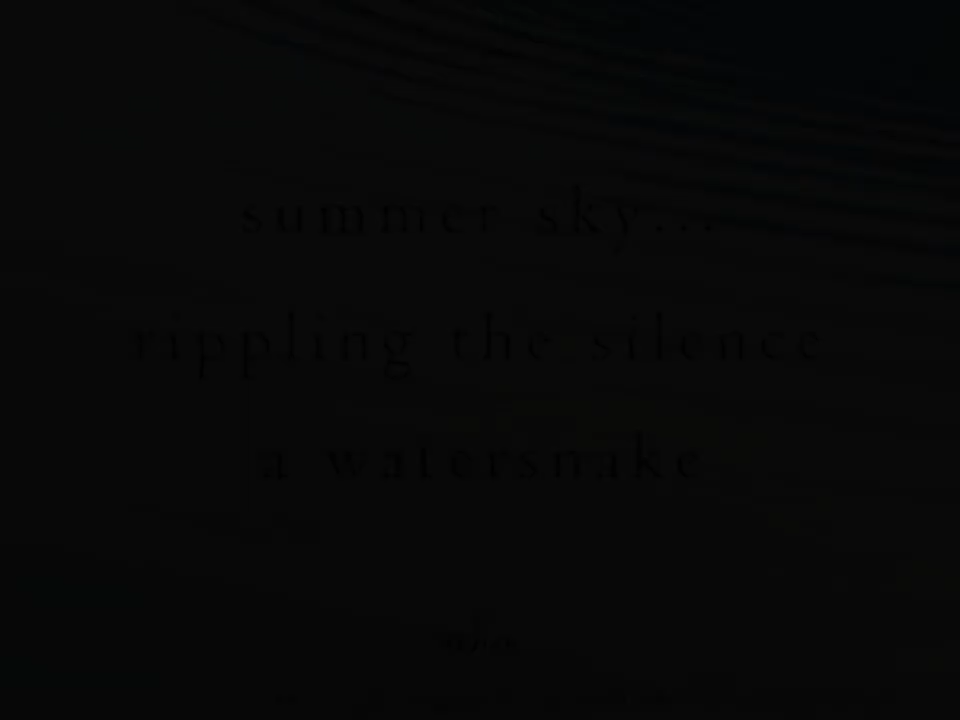 summer sky...
rippling the silence
a watersnake